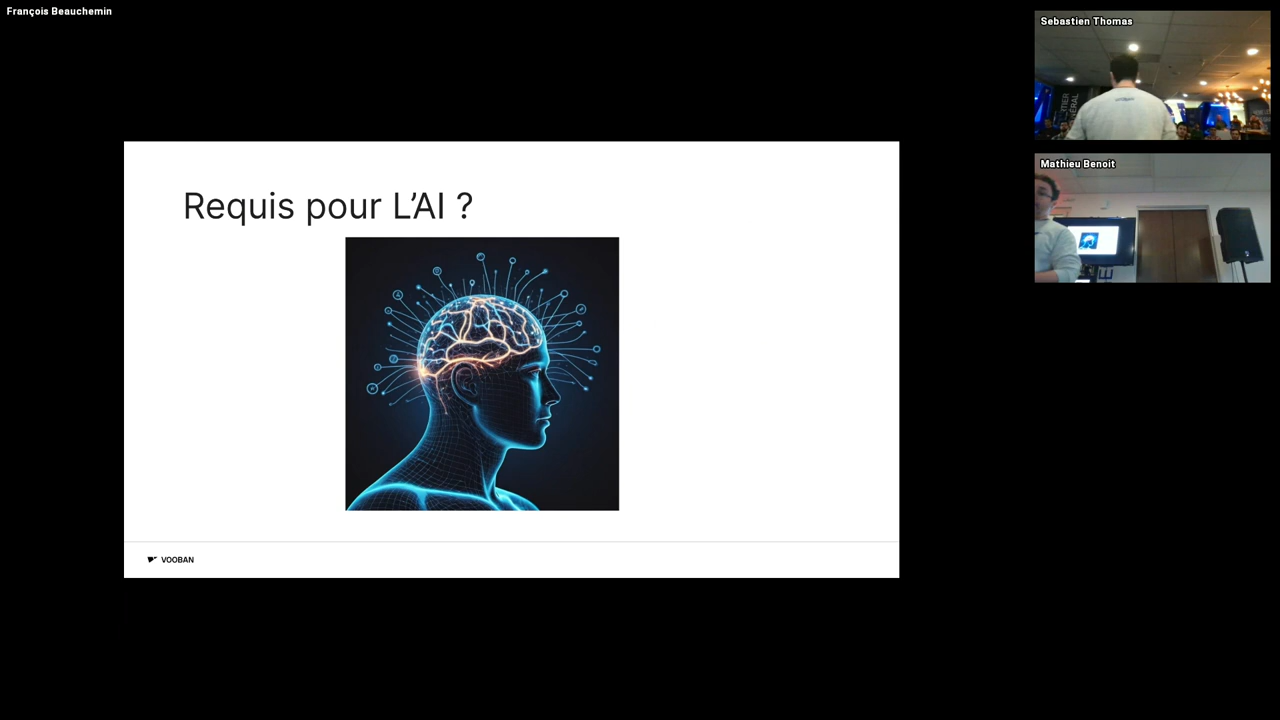 François Beauchemin
Sebastien Thomas
Mathieu Benoit
Requis pour L'AI ?
VOOBAN